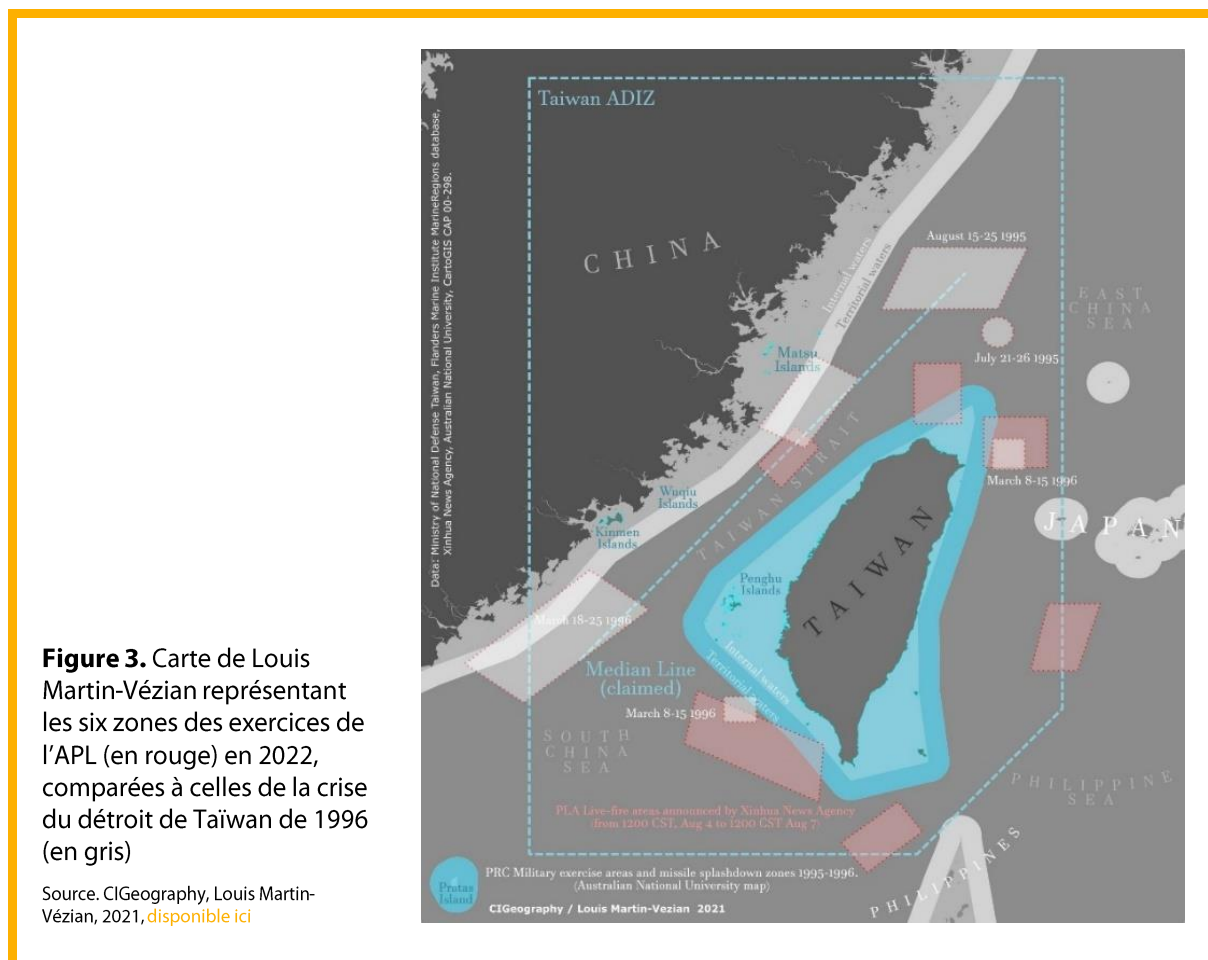 Taiwan ADIZ
Data: Ministry of National Defense Taiwan, Flanders Marine Institute MarineRegions database,
Xinhua News Agency, Australian National University, CartoGIS CAP 00-298.
CHINA
August 15-25 1995
EAST
CHINA
SEA
Internal waters
Territorial waters
July 21-26 1995
Matsu
Islands
TAIWAN STRAIT
March 8-15 1996
Wuqiu
Islands
Kinmen
Islands
JAPAN
TAIWAN
Penghu
Islands
March 18-25 1996
Internal waters
Territorial waters
Median Line
(claimed)
March 8-15 1996
SOUTH
CHINA
SEA
PHILIPPINE
SEA
PLA Live-fire areas announced by Xinhua News Agency
(from 1200 CST, Aug 4 to 1200 CST Aug 7)
PHILIPPINES
PRC Military exercise areas and missile splashdown zones 1995-1996.
(Australian National University map)
Pratas
Island
CIGeography / Louis Martin-Vezian 2021
Figure 3. Carte de Louis
Martin-Vézian représentant
les six zones des exercices de
l'APL (en rouge) en 2022,
comparées à celles de la crise
du détroit de Taïwan de 1996
(en gris)
Source. CIGeography, Louis Martin-
Vézian, 2021, disponible ici